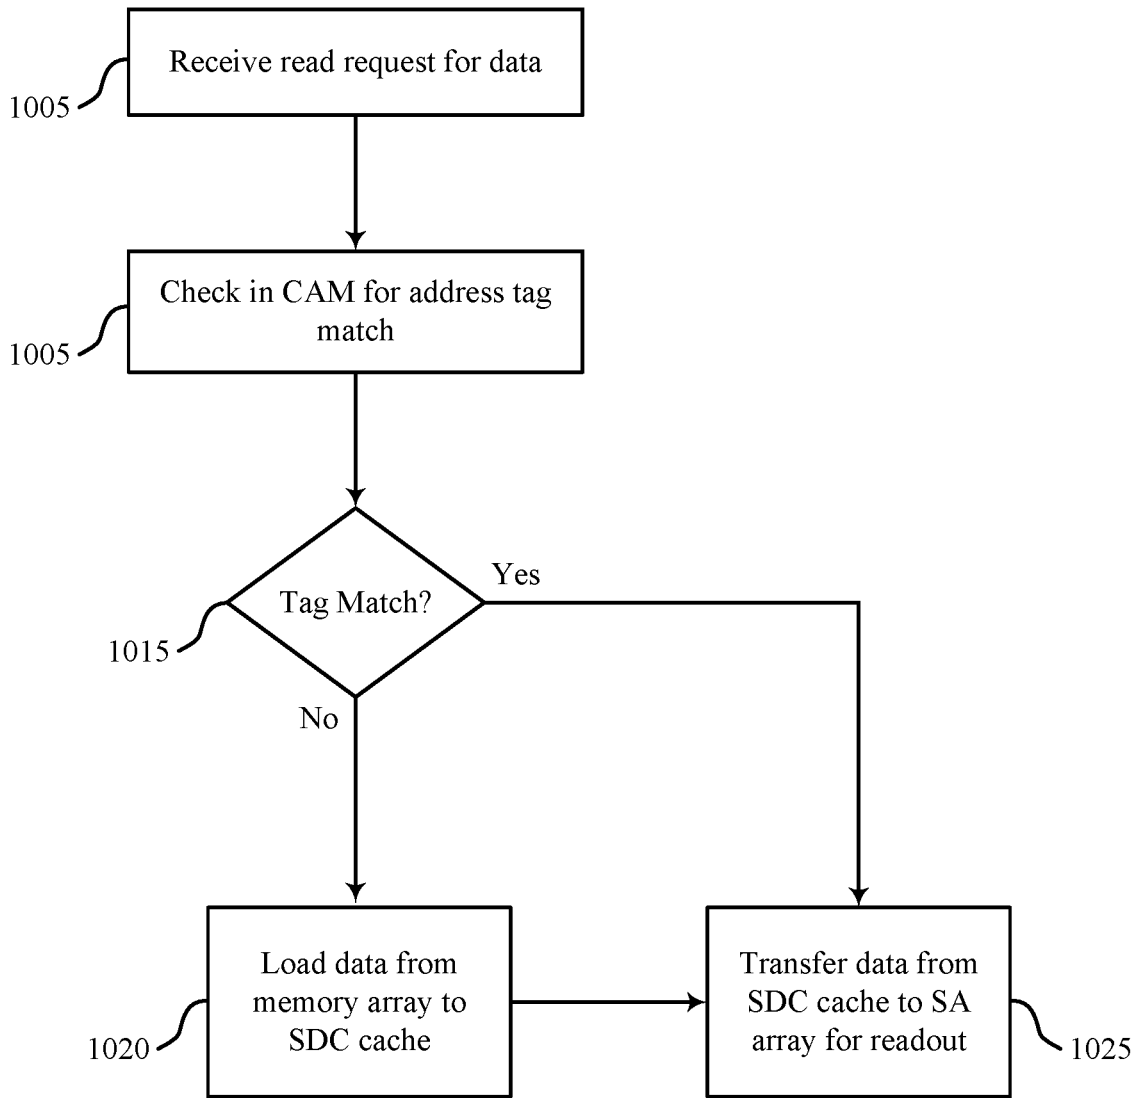 Receive read request for data
1005
Check in CAM for address tag
match
1005
Yes
Tag Match?
1015
No
Load data from
memory array to
SDC cache
1020
Transfer data from
SDC cache to SA
array for readout
1025